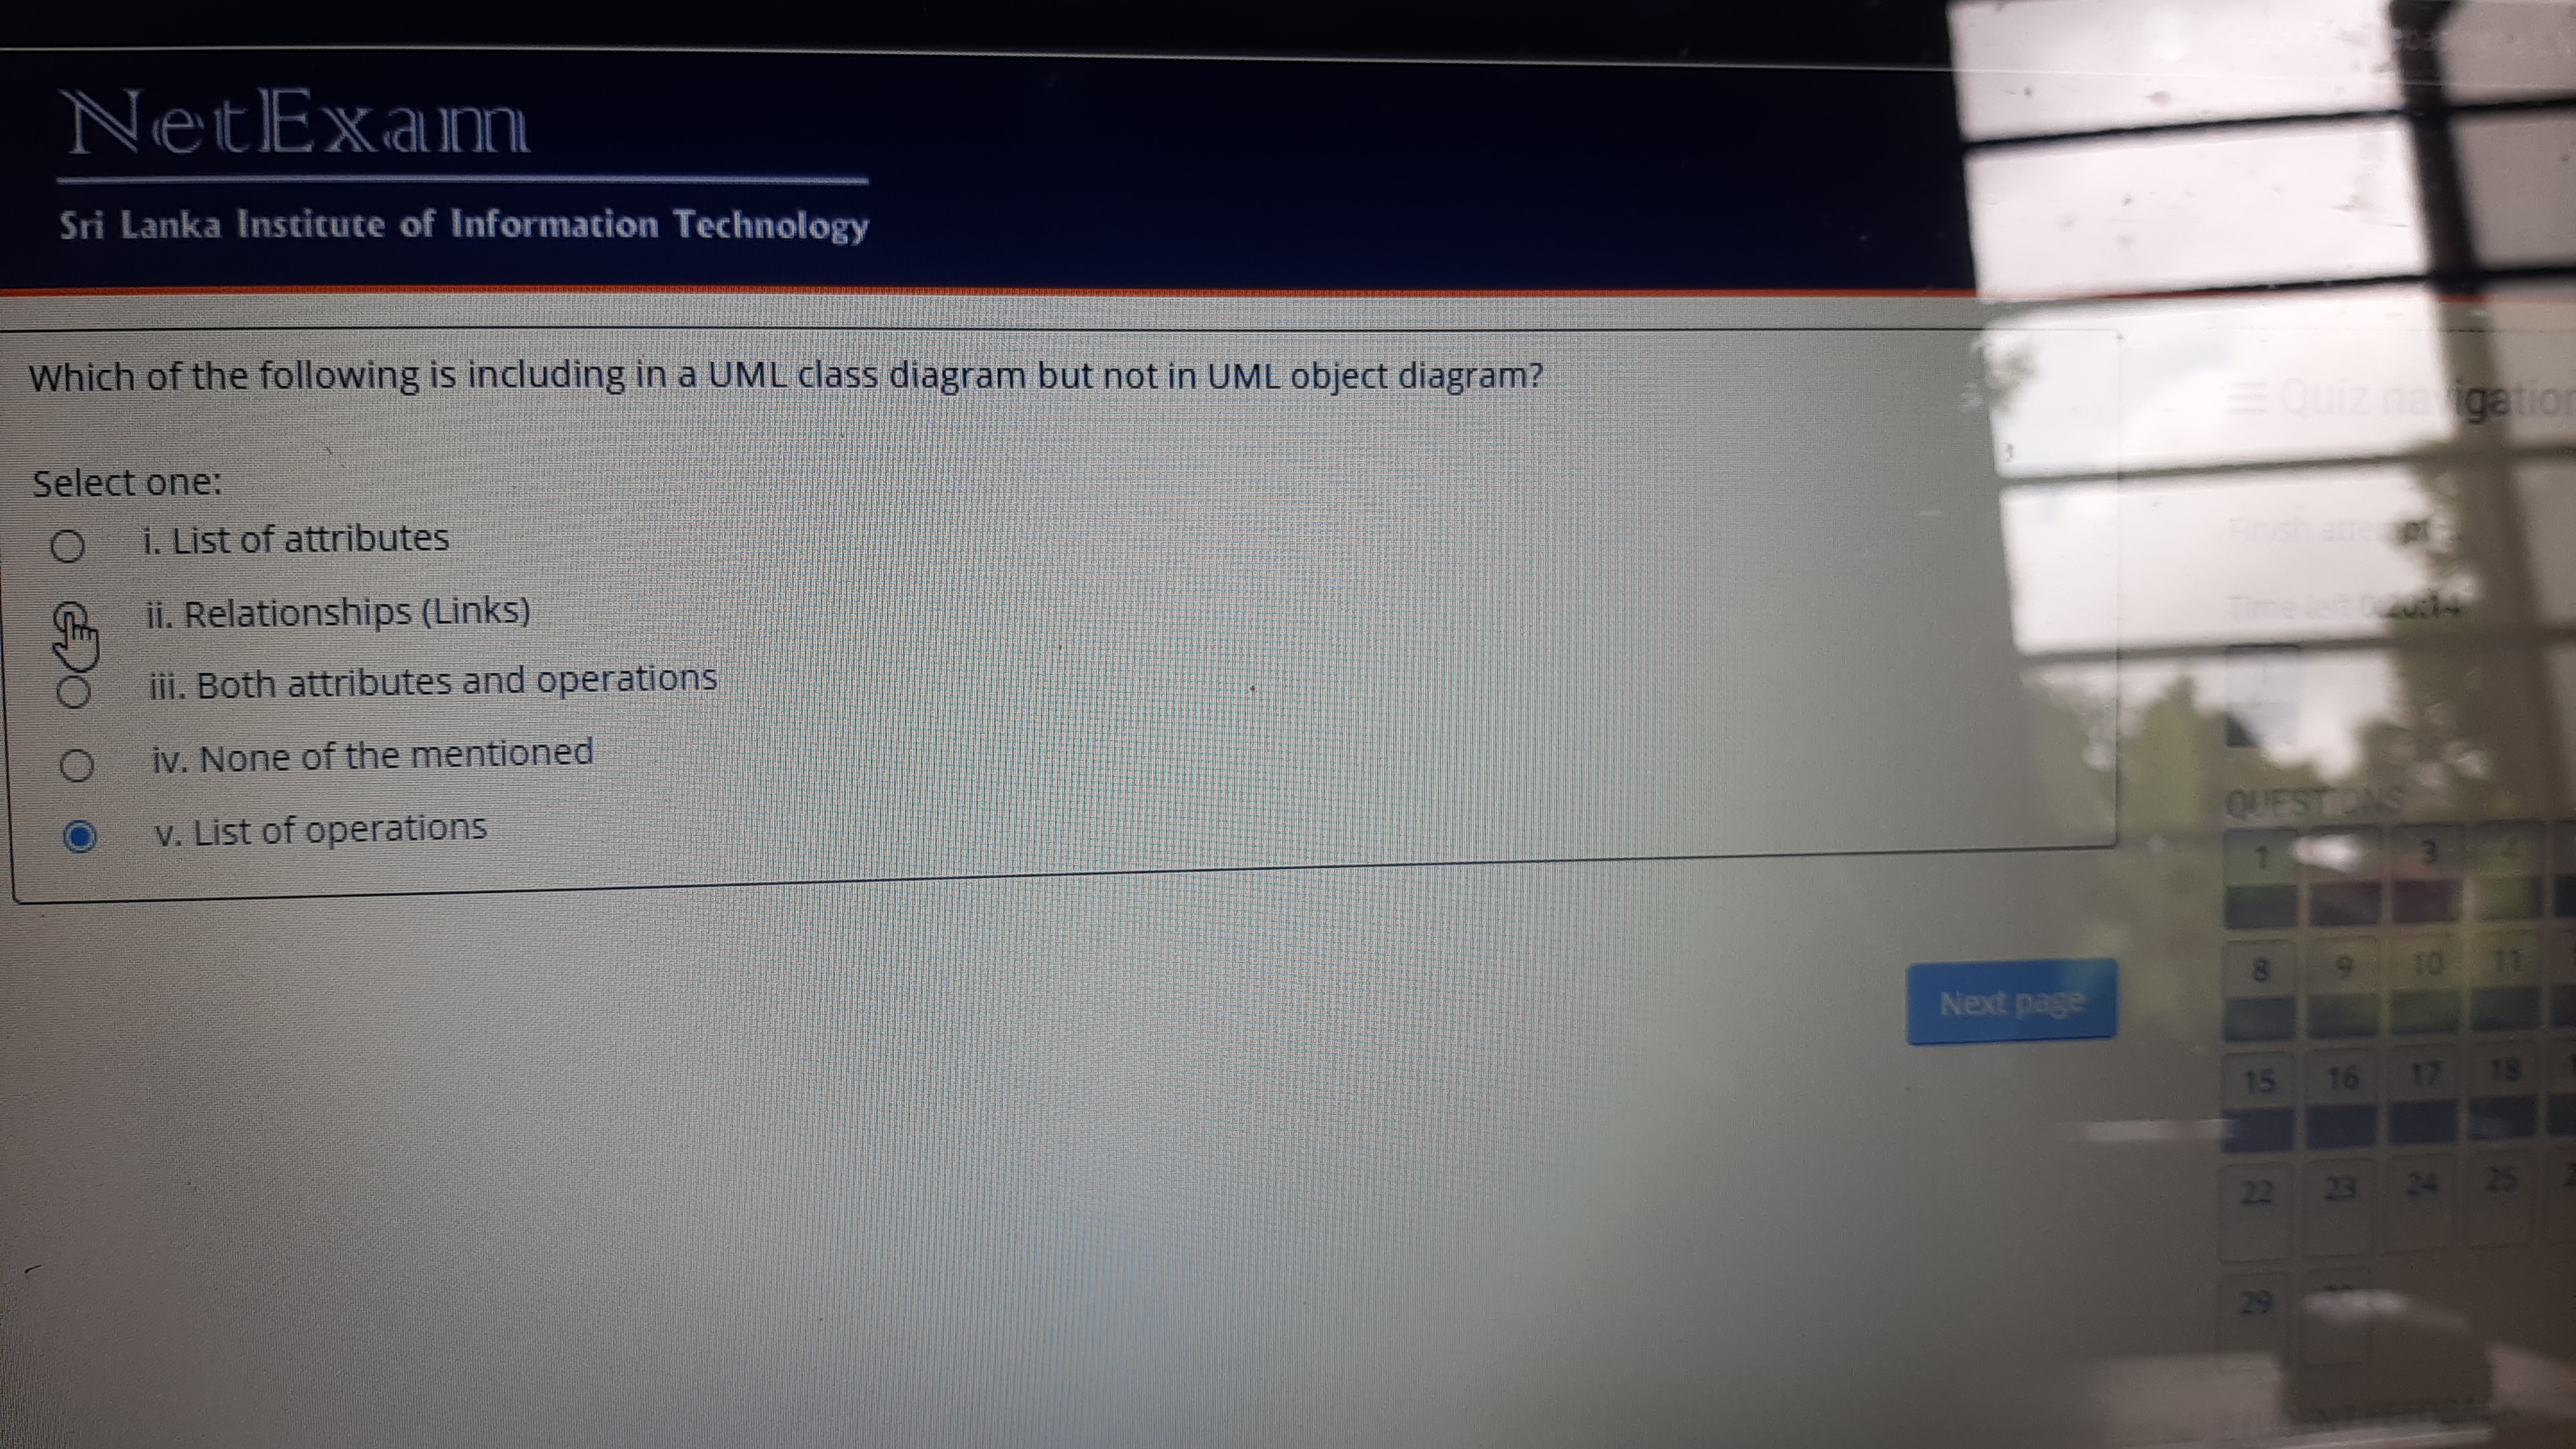 NetExam
Sri Lanka Institute of Information Technology
Which of the following is including in a UML class diagram but not in UML object diagram?
Select one:
i. List of attributes
ii. Relationships (Links)
iii. Both attributes and operations
iv. None of the mentioned
v. List of operations
Next page
Quiz navigation
Finish attempt
Time left 0:20:14
QUESTIONS
1 3 4
8 9 10 11
15 16 17 18
22 23 24 25
29